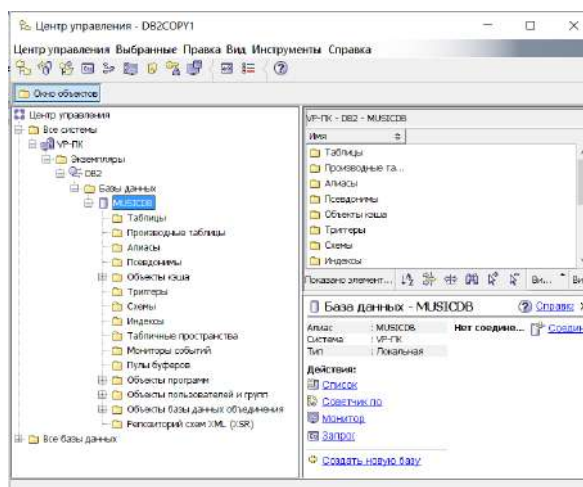 Центр управления - DB2COPY1
Центр управления Выбранные Правка Вид Инструменты Справка
Окно объектов
Центр управления
Все системы
VP-ПК
Экземпляры
DB2
Базы данных
MUSICDB
Таблицы
Производные таблицы
Алиасы
Псевдонимы
Объекты кэша
Триггеры
Схемы
Индексы
Табличные пространства
Мониторы событий
Пулы буферов
Объекты программ
Объекты пользователей и групп
Объекты базы данных объединения
Репозиторий схем XML (XSR)
Все базы данных
VP-ПК - DB2 - MUSICDB
Имя
Таблицы
Производные та...
Алиасы
Псевдонимы
Объекты кэша
Триггеры
Схемы
Индексы
Показано элемент... Ви... Ви
База данных - MUSICDB Справка X
Алиас : MUSICDB Нет соедине... Соедин
Система : VP-ПК
Тип : Локальная
Действия:
Список
Советчик по
Монитор
Запрос
Создать новую базу